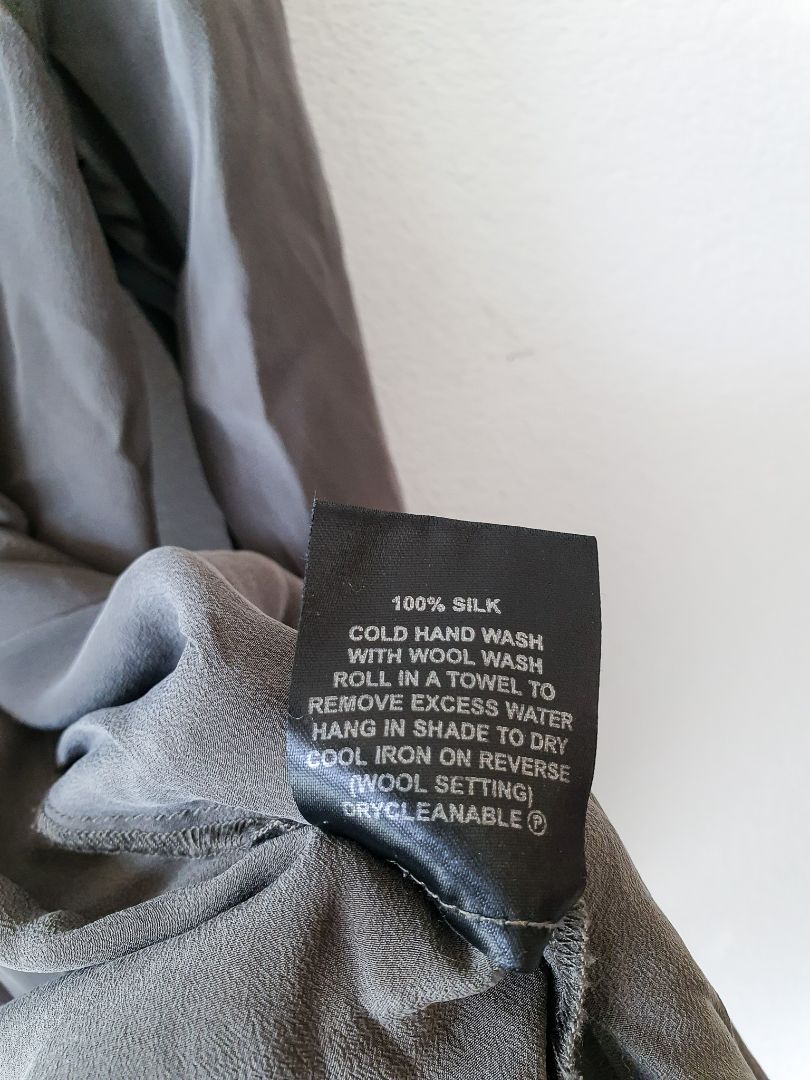 100% SILK
COLD HAND WASH
WITH WOOL WASH
ROLL IN A TOWEL TO
REMOVE EXCESS WATER
HANG IN SHADE TO DRY
COOL IRON ON REVERSE
(WOOL SETTING)
DRYCLEANABLE Ⓟ